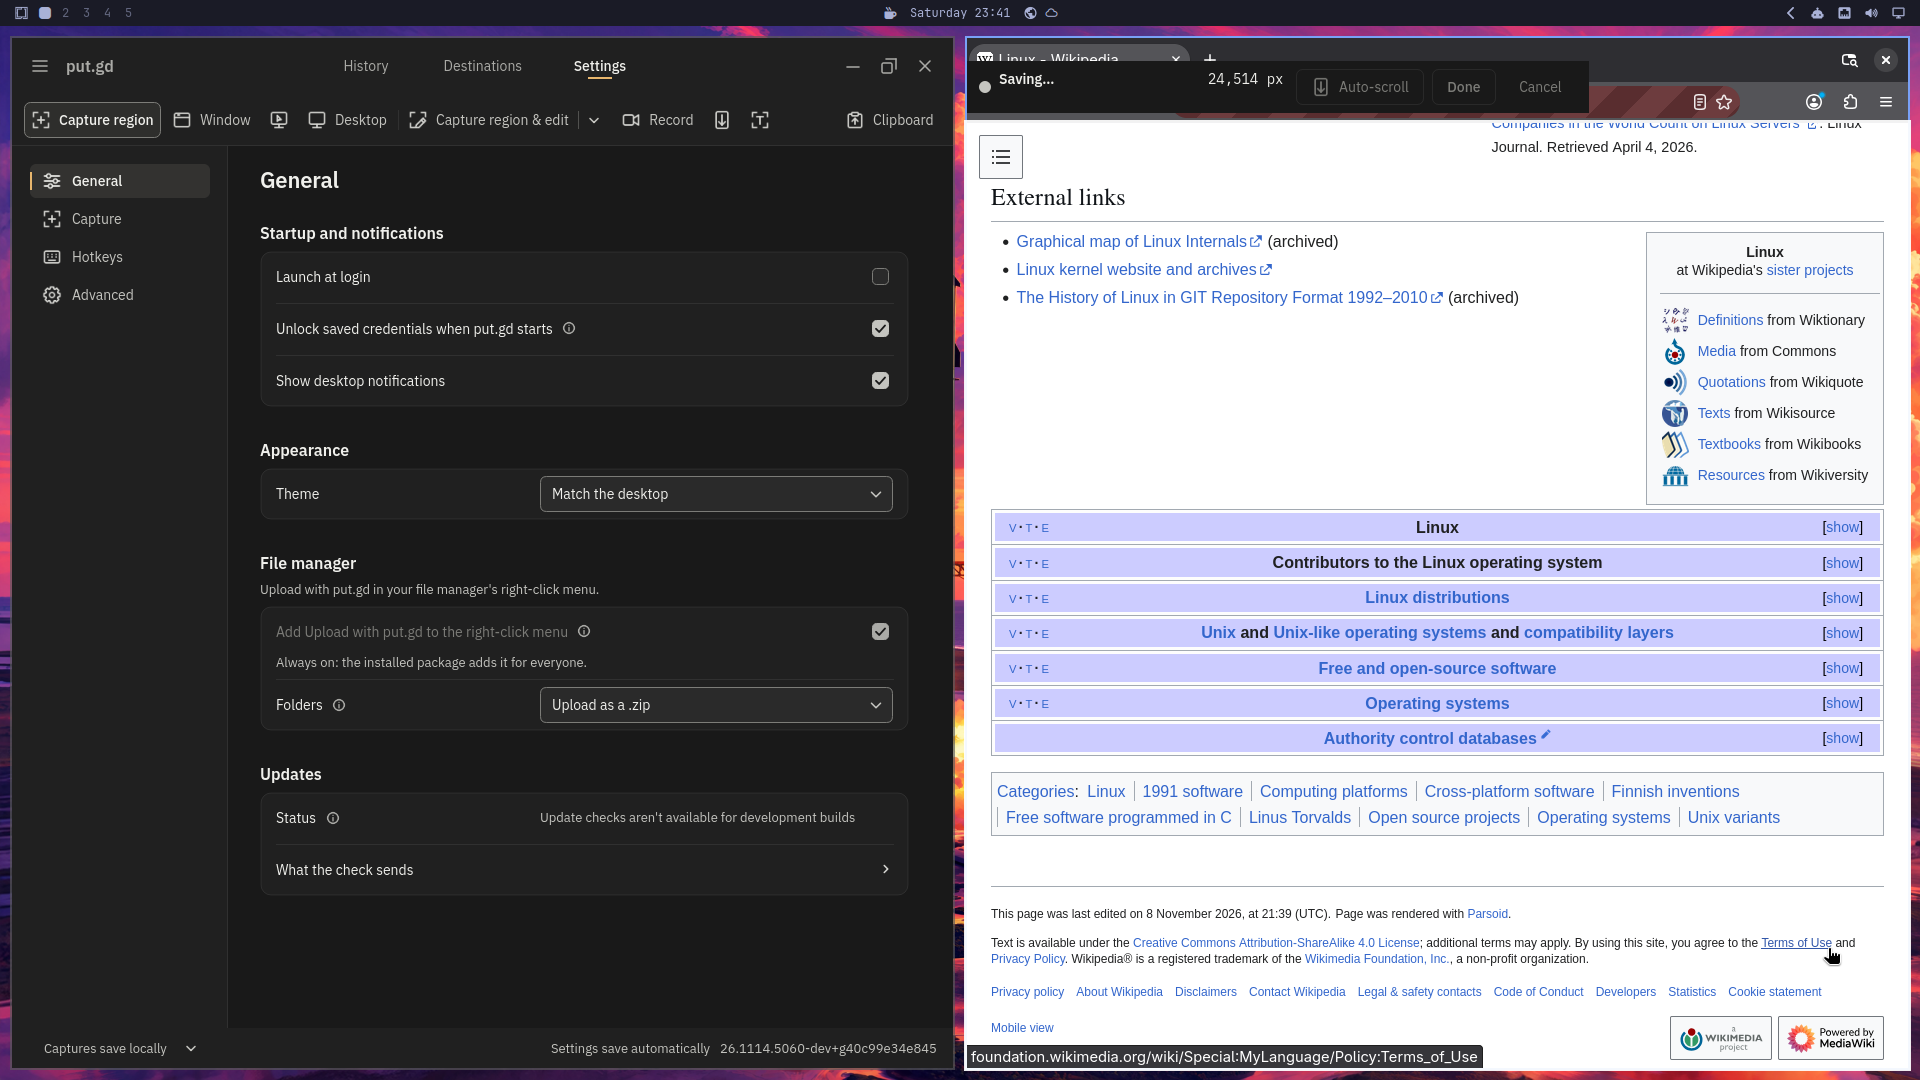 2 3 4 5
Saturday 23:41
put.gd
History Destinations Settings
Capture region Window Desktop Capture region & edit Record Clipboard
General
Capture
Hotkeys
Advanced
General
Startup and notifications
Launch at login
Unlock saved credentials when put.gd starts
Show desktop notifications
Appearance
Theme Match the desktop
File manager
Upload with put.gd in your file manager's right-click menu.
Add Upload with put.gd to the right-click menu
Always on: the installed package adds it for everyone.
Folders Upload as a .zip
Updates
Status Update checks aren't available for development builds
What the check sends
Captures save locally
Settings save automatically 26.1114.5060-dev+g40c99e34e845
Linux - Wikipedia
Saving... 24,514 px Auto-scroll Done Cancel
Companies in the World Count on Linux Servers. Linux
Journal. Retrieved April 4, 2026.
External links
Graphical map of Linux Internals (archived)
Linux kernel website and archives
The History of Linux in GIT Repository Format 1992–2010 (archived)
Linux
at Wikipedia's sister projects
Definitions from Wiktionary
Media from Commons
Quotations from Wikiquote
Texts from Wikisource
Textbooks from Wikibooks
Resources from Wikiversity
V·T·E Linux [show]
V·T·E Contributors to the Linux operating system [show]
V·T·E Linux distributions [show]
V·T·E Unix and Unix-like operating systems and compatibility layers [show]
V·T·E Free and open-source software [show]
V·T·E Operating systems [show]
Authority control databases [show]
Categories: Linux | 1991 software | Computing platforms | Cross-platform software | Finnish inventions
| Free software programmed in C | Linus Torvalds | Open source projects | Operating systems | Unix variants
This page was last edited on 8 November 2026, at 21:39 (UTC). Page was rendered with Parsoid.
Text is available under the Creative Commons Attribution-ShareAlike 4.0 License; additional terms may apply. By using this site, you agree to the Terms of Use and
Privacy Policy. Wikipedia® is a registered trademark of the Wikimedia Foundation, Inc., a non-profit organization.
Privacy policy About Wikipedia Disclaimers Contact Wikipedia Legal & safety contacts Code of Conduct Developers Statistics Cookie statement
Mobile view
a
WIKIMEDIA
project
Powered by
MediaWiki
foundation.wikimedia.org/wiki/Special:MyLanguage/Policy:Terms_of_Use